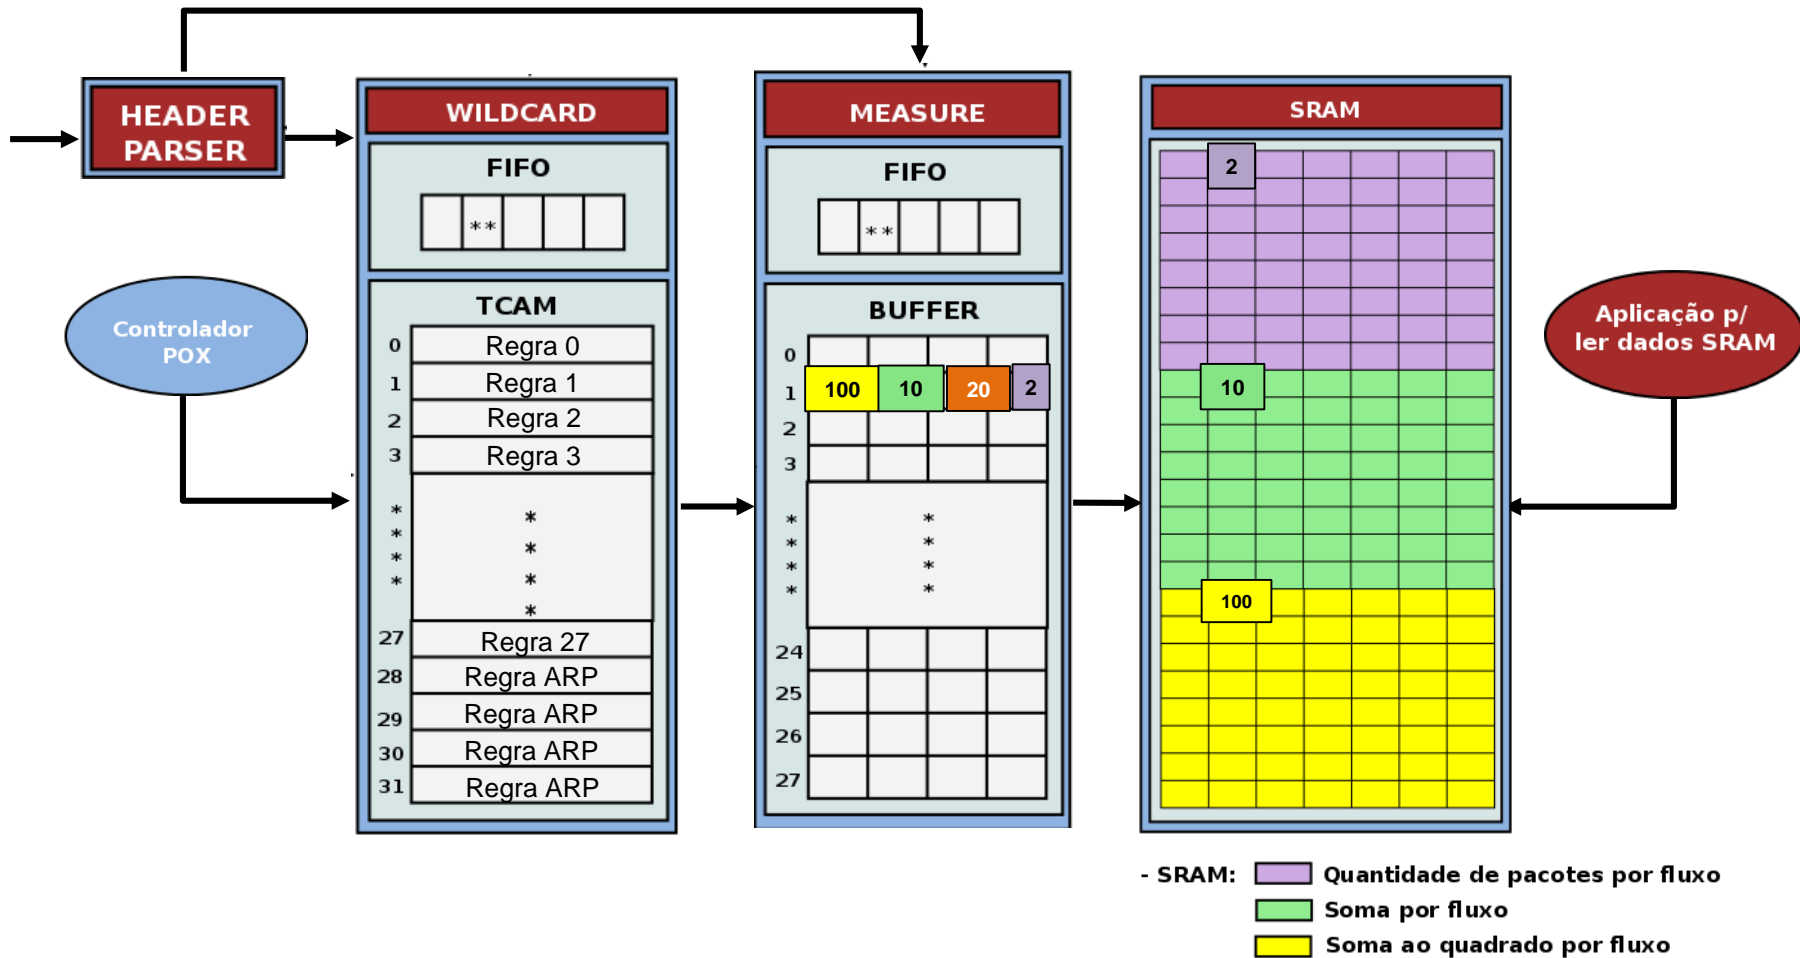 HEADER
PARSER
WILDCARD
FIFO
**
TCAM
0 Regra 0
1 Regra 1
2 Regra 2
3 Regra 3
* *
* *
* *
* *
27 Regra 27
28 Regra ARP
29 Regra ARP
30 Regra ARP
31 Regra ARP
Controlador
POX
MEASURE
FIFO
**
BUFFER
0
1 100 10 20 2
2
3
* *
* *
* *
* *
24
25
26
27
SRAM
2
10
100
Aplicação p/
ler dados SRAM
- SRAM: Quantidade de pacotes por fluxo
Soma por fluxo
Soma ao quadrado por fluxo